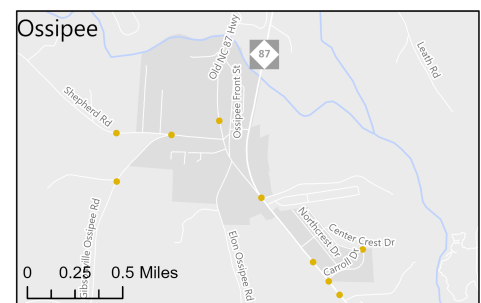 Ossipee
Old NC 87 Hwy
87
Leath Rd
Ossipee Front St
Shepherd Rd
Gibsonville Ossipee Rd
Elon Ossipee Rd
Northcrest Dr
Center Crest Dr
Carroll Dr
0 0.25 0.5 Miles